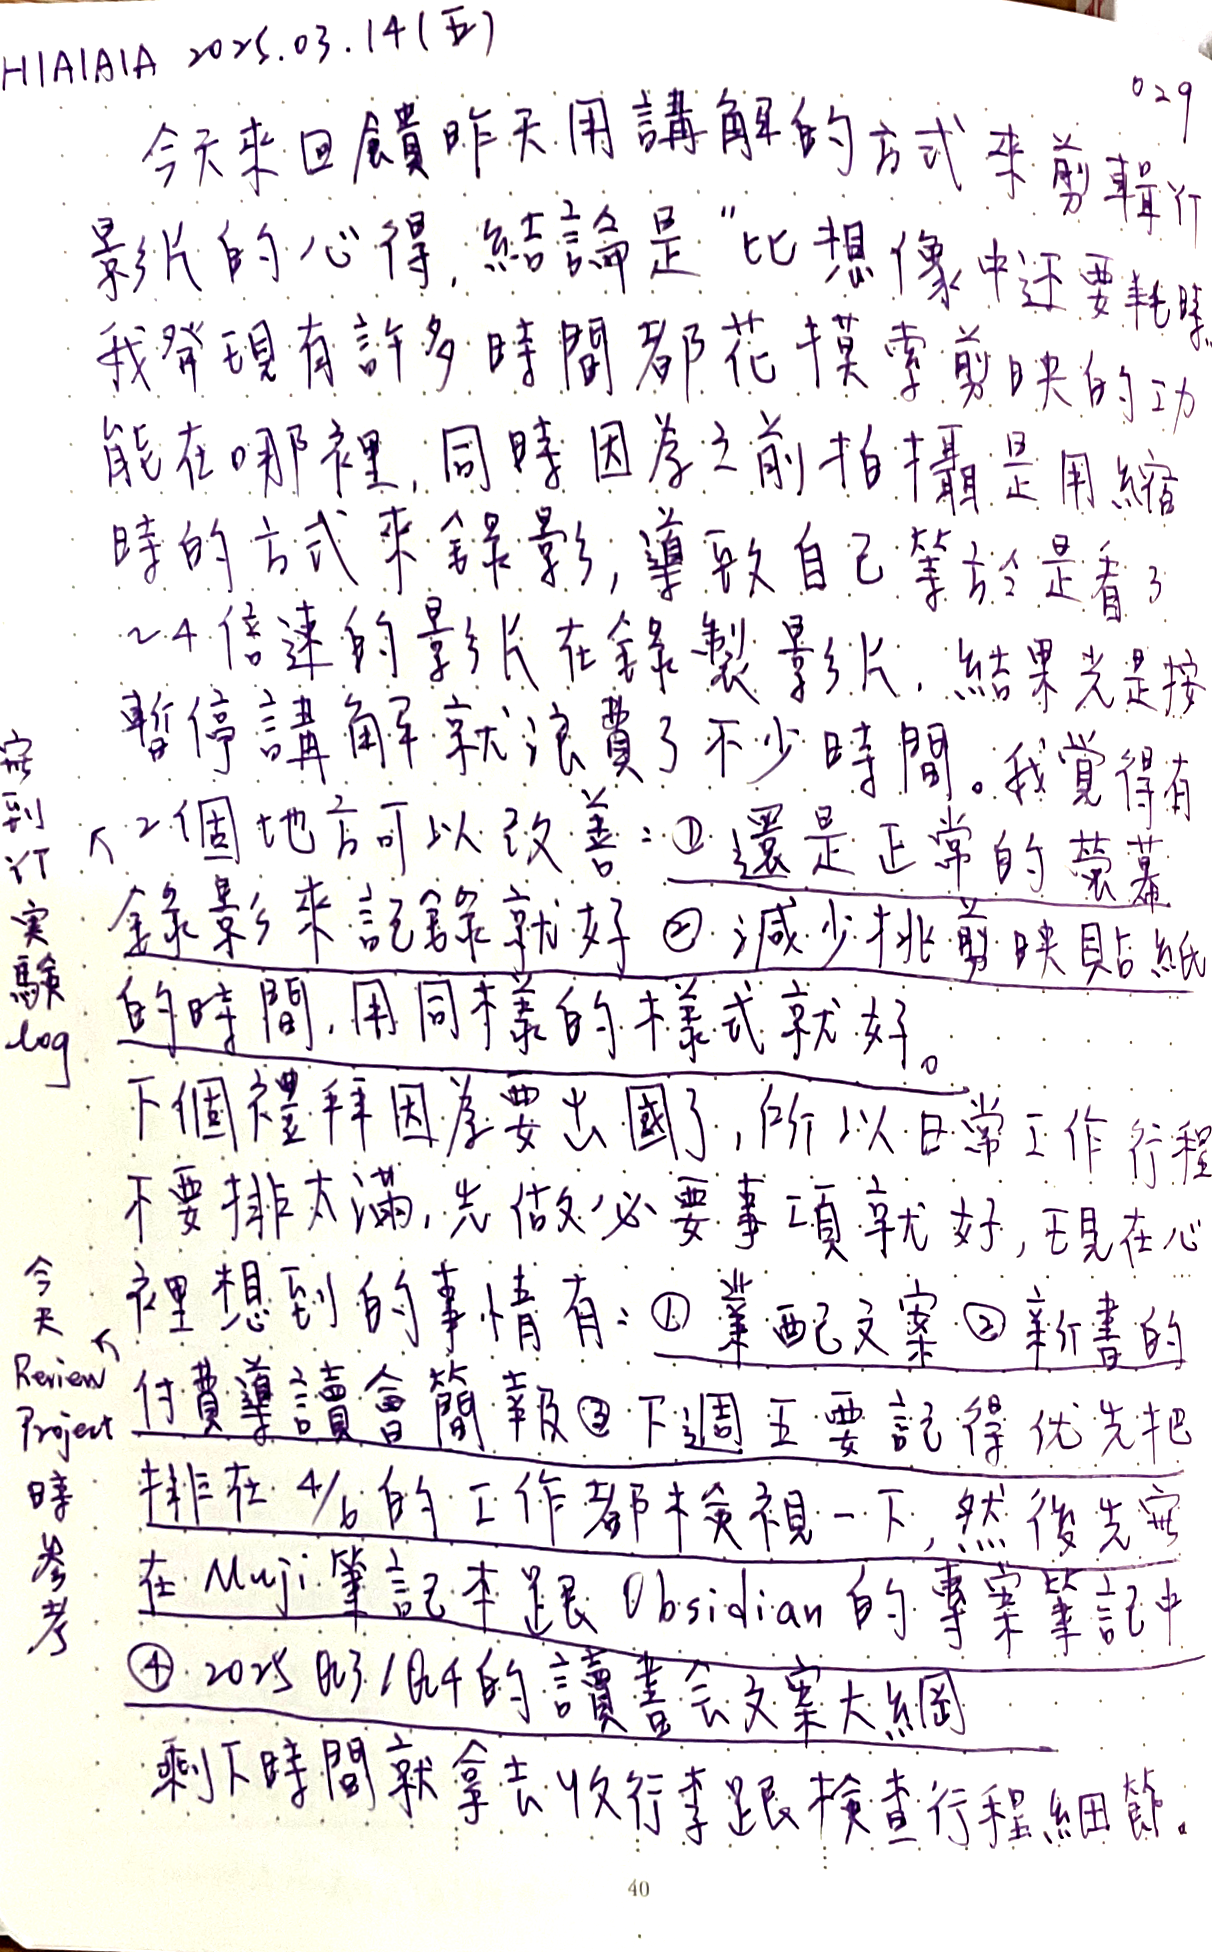 H1A1A1A 2025.03.14(五)
029
今天來回饋昨天用講解的方式來剪輯YT
影片的心得,結論是"比想像中还要耗時"
我發現有許多時間都花摸索剪映的功
能在哪裡,同時因為之前拍攝是用縮
時的方式來錄影,導致自己等於是看了
24倍速的影片在錄製影片,結果光是按
暫停講解就浪費了不少時間。我覺得有
2個地方可以改善:①還是正常的螢幕
錄影來記錄就好②減少挑剪映貼紙
的時間,用同樣的樣式就好。
下個禮拜因為要出國了,所以日常工作行程
不要排太滿,先做必要事項就好,現在心
裡想到的事情有:①業配文案②新書的
付費導讀會簡報③下週五要記得优先把
排在4/6的工作都檢視一下,然後先寫
在Muji筆記本跟Obsidian的專案筆記中
④2025 Q3/Q4的讀書会文案大綱
剩下時間就拿去收行李跟檢查行程細節。
寫到YT实驗log
今天Review Project時參考
40